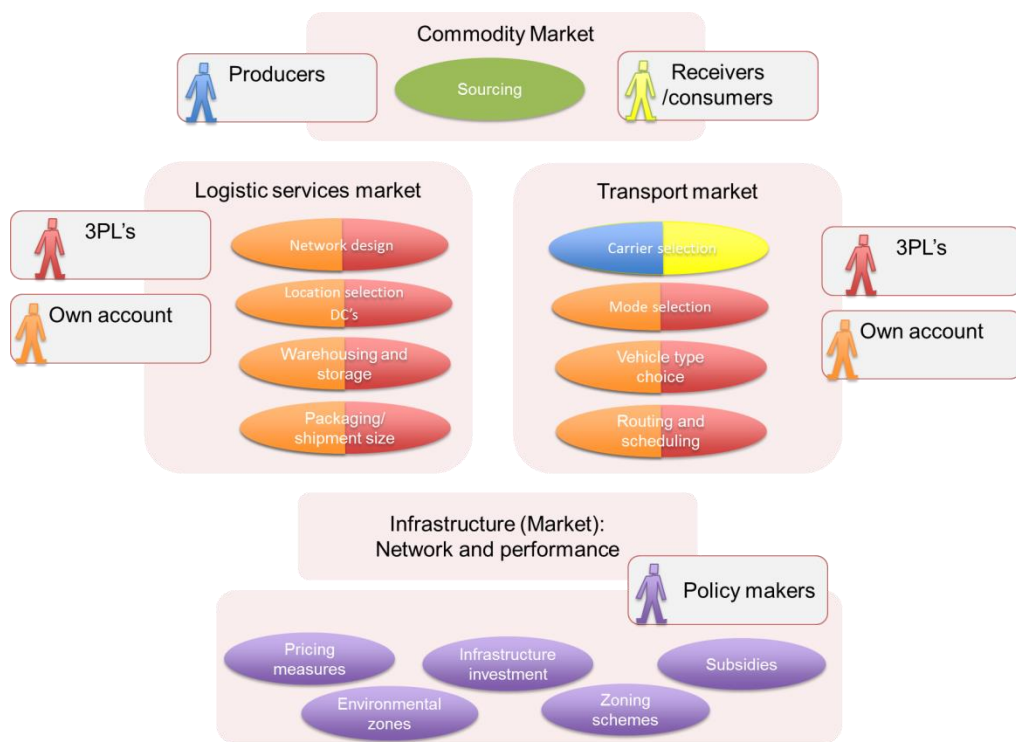 Commodity Market
Producers
Sourcing
Receivers
/consumers
Logistic services market
3PL's
Own account
Network design
Location selection
DC's
Warehousing and
storage
Packaging/
shipment size
Transport market
Carrier selection
Mode selection
Vehicle type
choice
Routing and
scheduling
3PL's
Own account
Infrastructure (Market):
Network and performance
Policy makers
Pricing
measures
Infrastructure
investment
Subsidies
Environmental
zones
Zoning
schemes